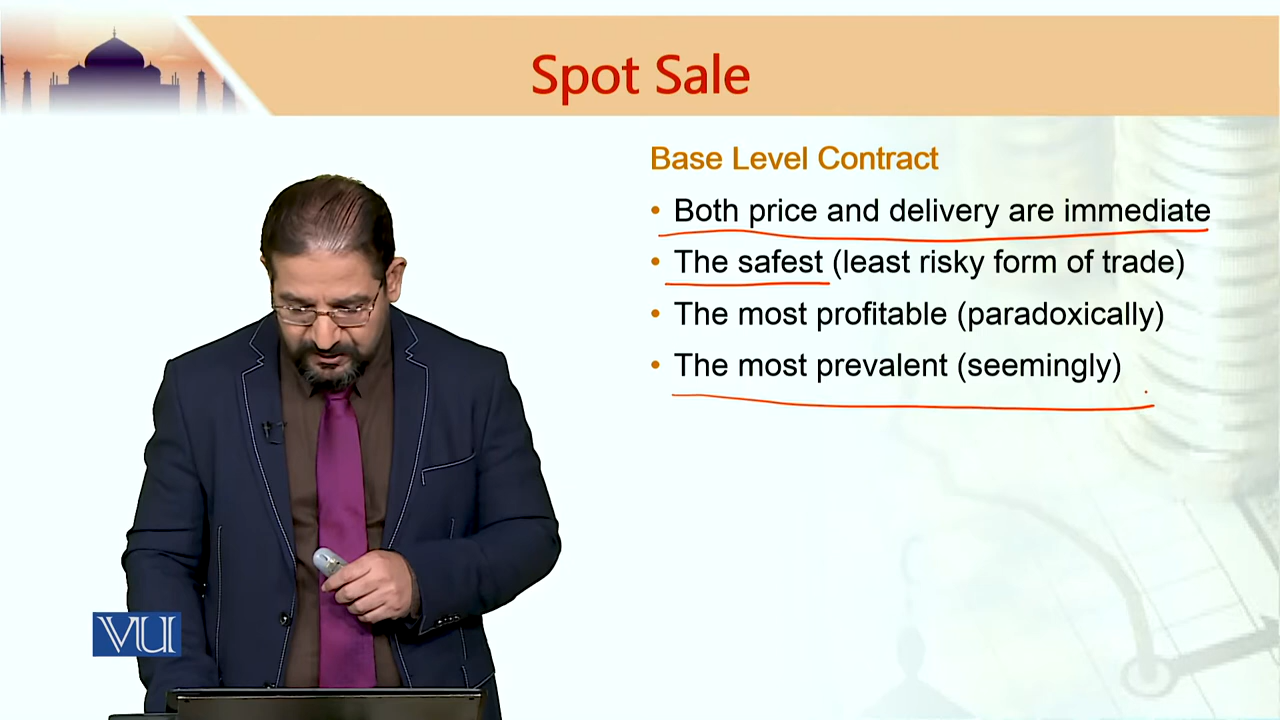 Spot Sale
Base Level Contract
• Both price and delivery are immediate
• The safest (least risky form of trade)
• The most profitable (paradoxically)
• The most prevalent (seemingly)
VU